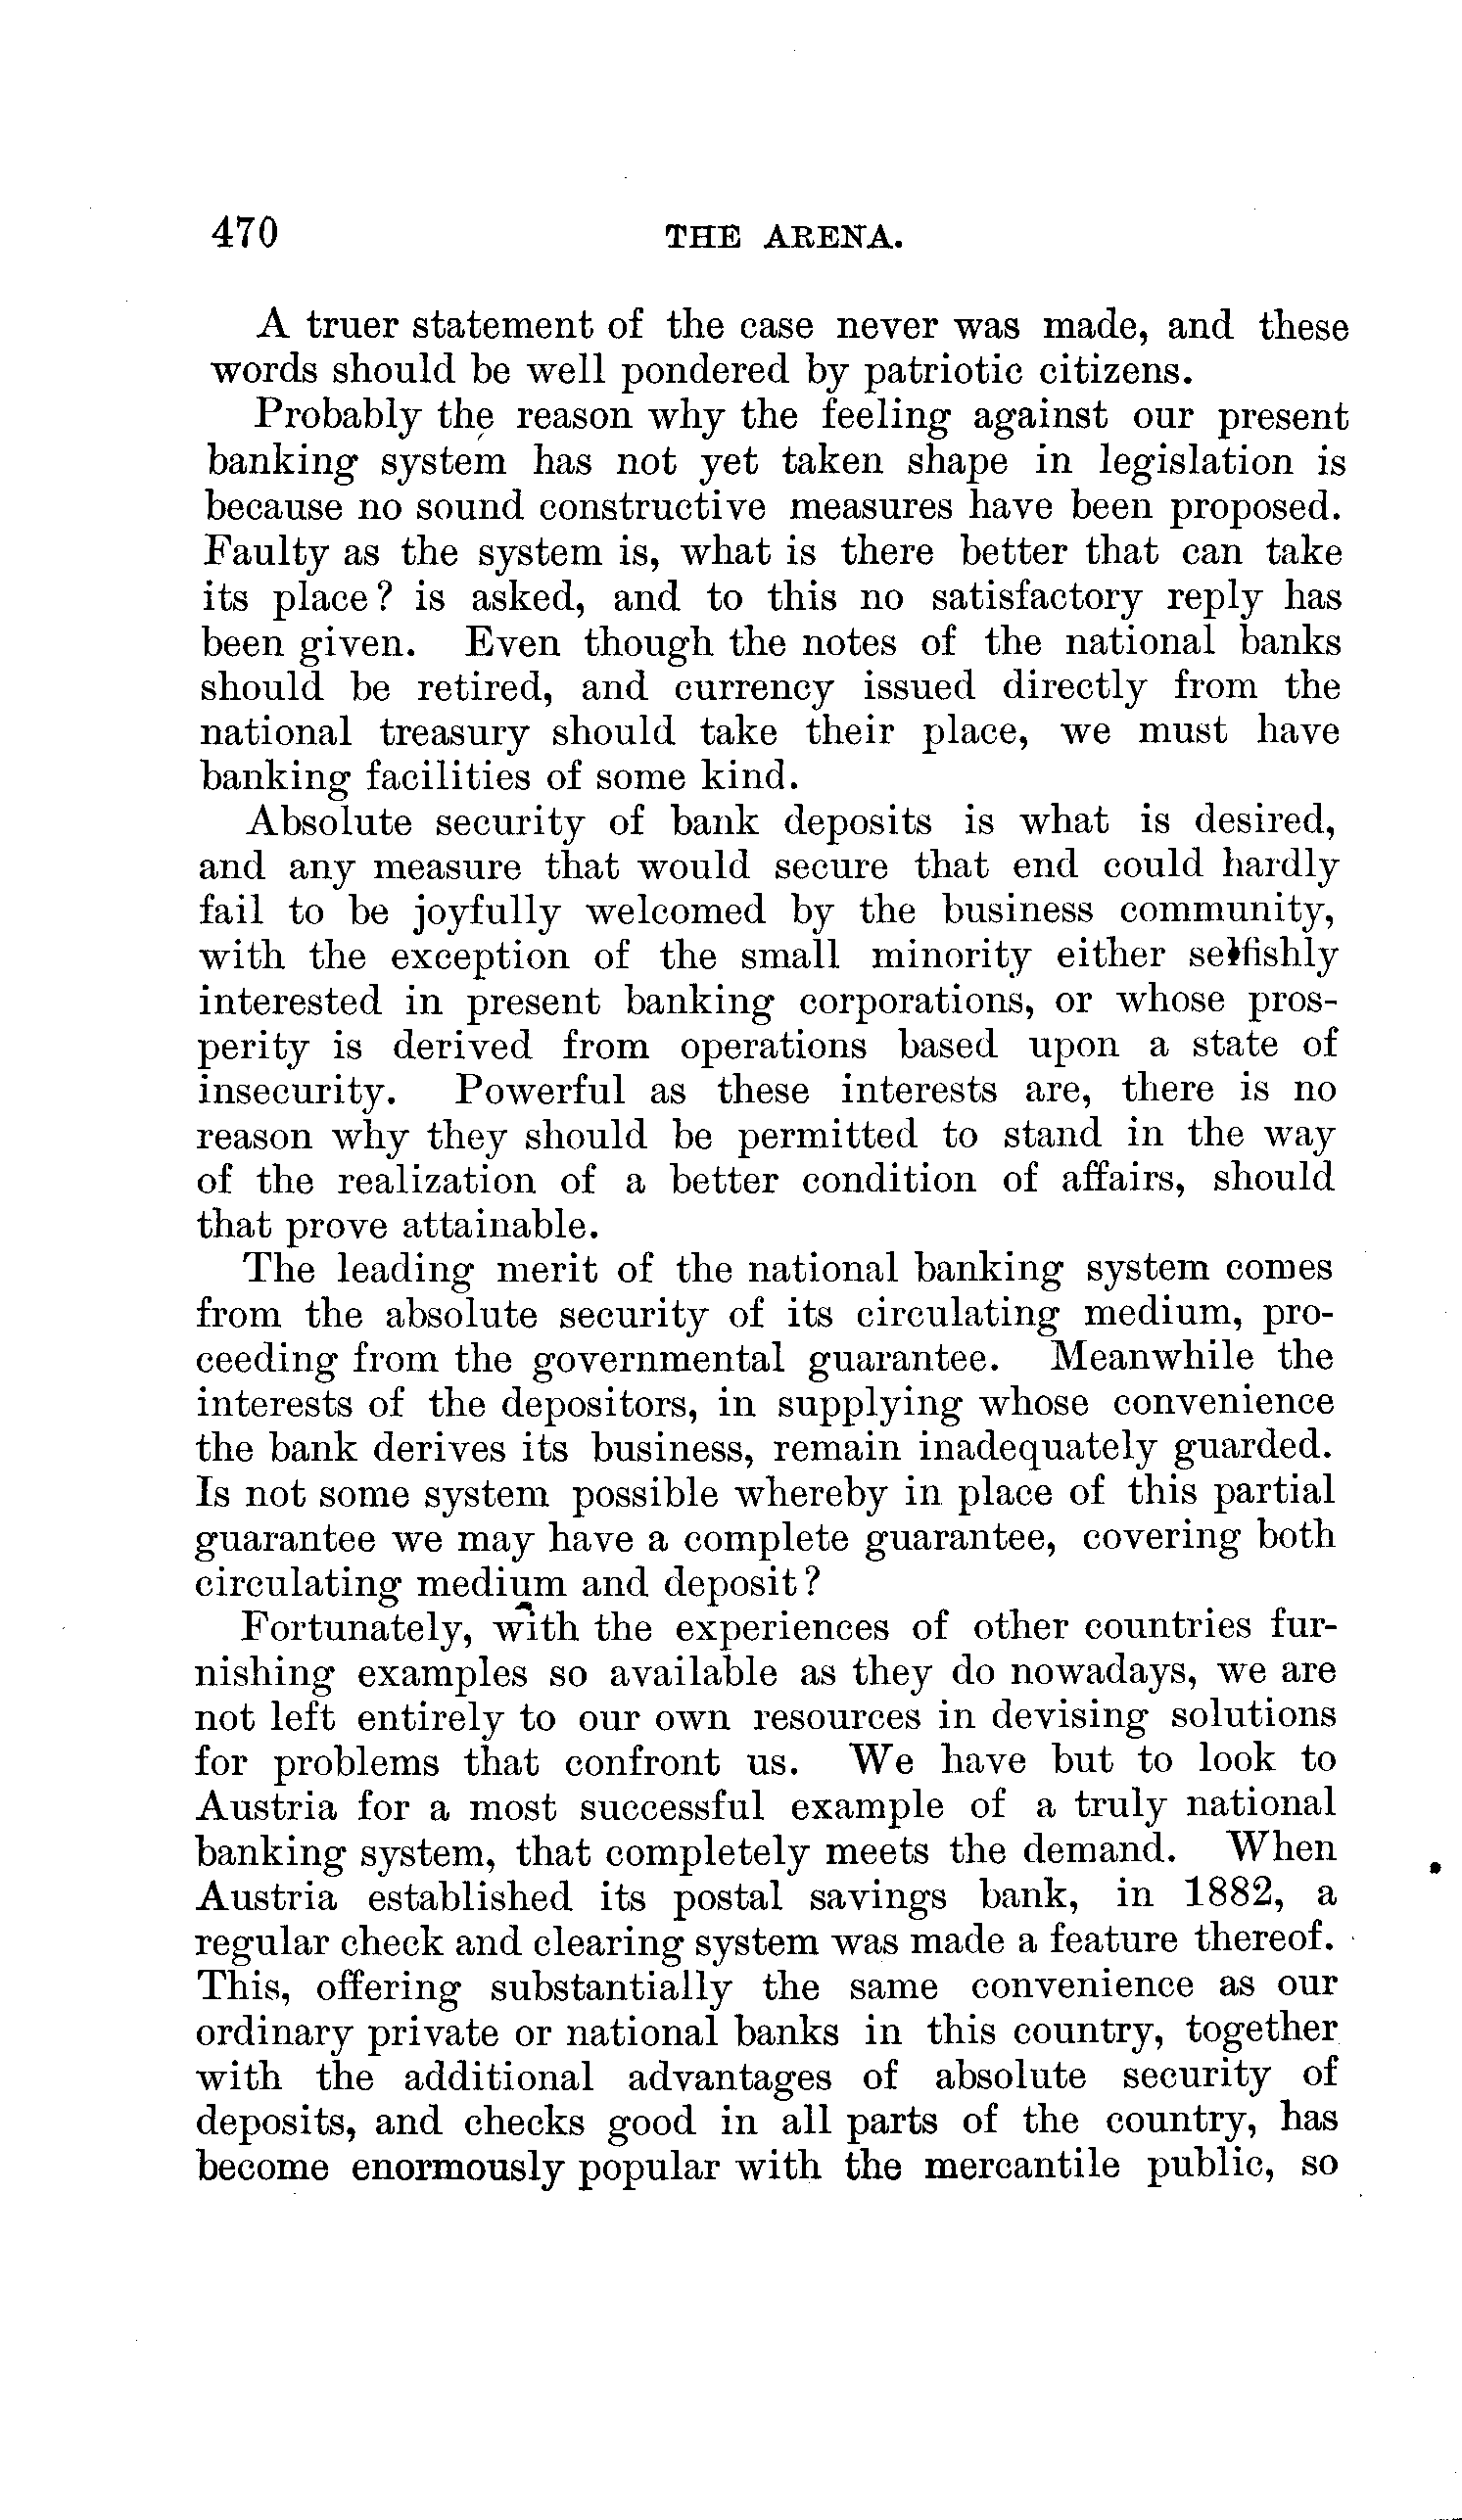 470 THE ARENA.
A truer statement of the case never was made, and these
words should be well pondered by patriotic citizens.
Probably the reason why the feeling against our present
banking system has not yet taken shape in legislation is
because no sound constructive measures have been proposed.
Faulty as the system is, what is there better that can take
its place? is asked, and to this no satisfactory reply has
been given. Even though the notes of the national banks
should be retired, and currency issued directly from the
national treasury should take their place, we must have
banking facilities of some kind.
Absolute security of bank deposits is what is desired,
and any measure that would secure that end could hardly
fail to be joyfully welcomed by the business community,
with the exception of the small minority either selfishly
interested in present banking corporations, or whose pros-
perity is derived from operations based upon a state of
insecurity. Powerful as these interests are, there is no
reason why they should be permitted to stand in the way
of the realization of a better condition of affairs, should
that prove attainable.
The leading merit of the national banking system comes
from the absolute security of its circulating medium, pro-
ceeding from the governmental guarantee. Meanwhile the
interests of the depositors, in supplying whose convenience
the bank derives its business, remain inadequately guarded.
Is not some system possible whereby in place of this partial
guarantee we may have a complete guarantee, covering both
circulating medium and deposit?
Fortunately, with the experiences of other countries fur-
nishing examples so available as they do nowadays, we are
not left entirely to our own resources in devising solutions
for problems that confront us. We have but to look to
Austria for a most successful example of a truly national
banking system, that completely meets the demand. When
Austria established its postal savings bank, in 1882, a
regular check and clearing system was made a feature thereof.
This, offering substantially the same convenience as our
ordinary private or national banks in this country, together
with the additional advantages of absolute security of
deposits, and checks good in all parts of the country, has
become enormously popular with the mercantile public, so